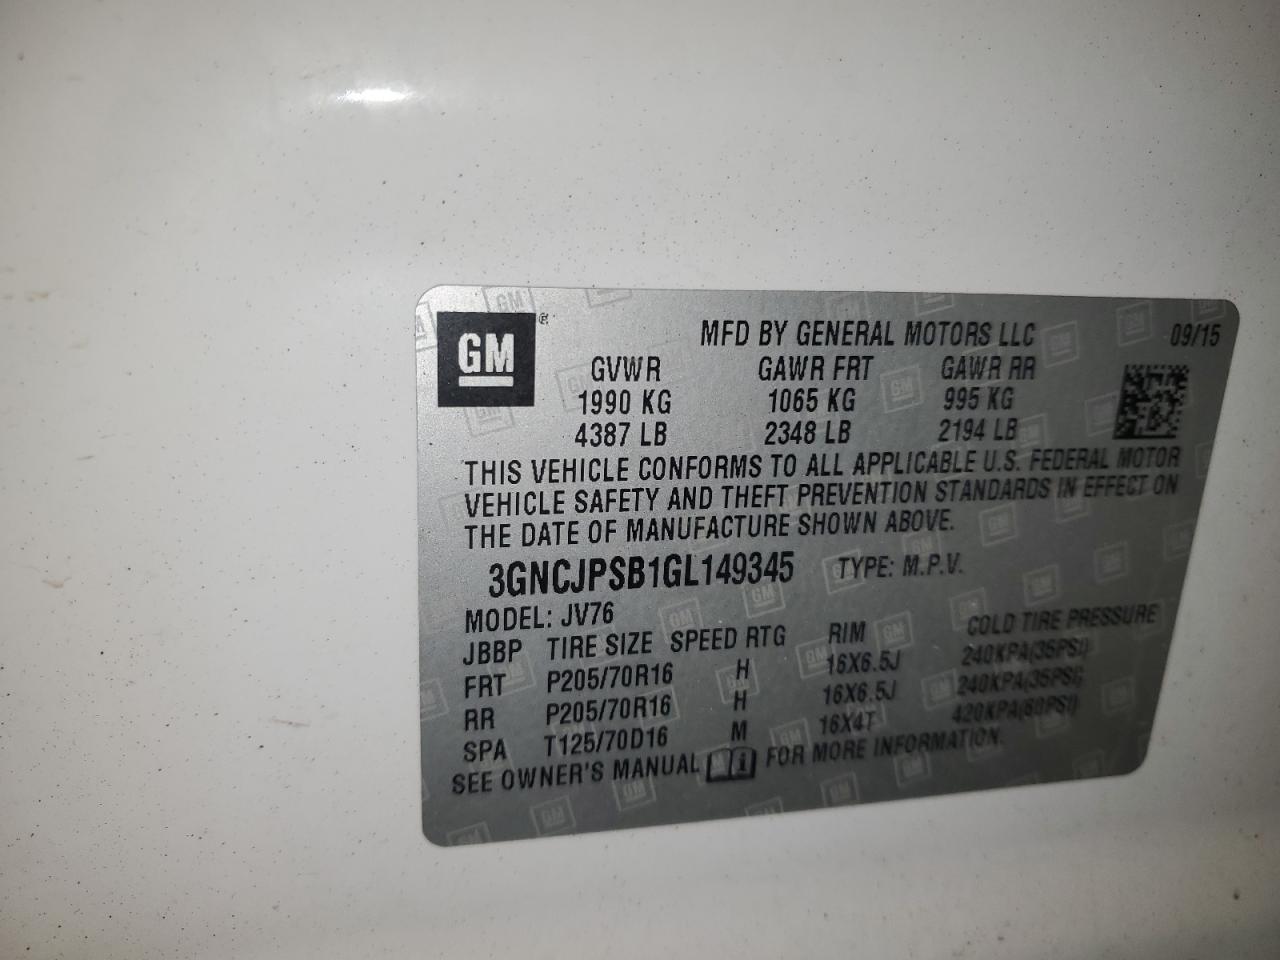 GM®
MFD BY GENERAL MOTORS LLC 09/15
GVWR GAWR FRT GAWR RR
1990 KG 1065 KG 995 KG
4387 LB 2348 LB 2194 LB
THIS VEHICLE CONFORMS TO ALL APPLICABLE U.S. FEDERAL MOTOR
VEHICLE SAFETY AND THEFT PREVENTION STANDARDS IN EFFECT ON
THE DATE OF MANUFACTURE SHOWN ABOVE.
3GNCJPSB1GL149345 TYPE: M.P.V.
MODEL: JV76
JBBP TIRE SIZE SPEED RTG RIM COLD TIRE PRESSURE
FRT P205/70R16 H 16X6.5J 240KPA(35PSI)
RR P205/70R16 H 16X6.5J 240KPA(35PSI)
SPA T125/70D16 M 16X4T 420KPA(60PSI)
SEE OWNER'S MANUAL FOR MORE INFORMATION.